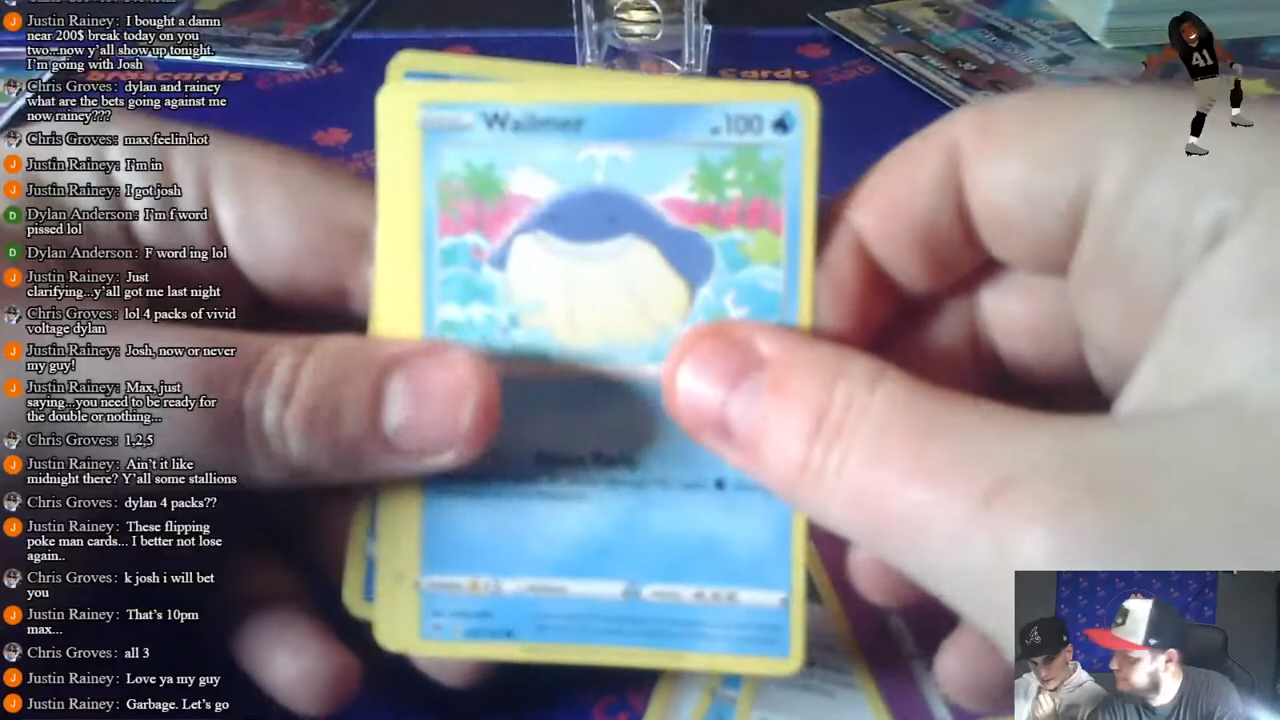 Justin Rainey: I bought a damn
near 200$ break today on you
two...now y'all show up tonight.
I'm going with Josh
Chris Groves: dylan and rainey
what are the bets going against me
now rainey???
Chris Groves: max feelin hot
Justin Rainey: I'm in
Justin Rainey: I got josh
Dylan Anderson: I'm f word
pissed lol
Dylan Anderson: F word ing lol
Justin Rainey: Just
clarifying...y'all got me last night
Chris Groves: lol 4 packs of vivid
voltage dylan
Justin Rainey: Josh, now or never
my guy!
Justin Rainey: Max, just
saying...you need to be ready for
the double or nothing...
Chris Groves: 1,2,5
Justin Rainey: Ain't it like
midnight there? Y'all some stallions
Chris Groves: dylan 4 packs??
Justin Rainey: These flipping
poke man cards... I better not lose
again..
Chris Groves: k josh i will bet
you
Justin Rainey: That's 10pm
max...
Chris Groves: all 3
Justin Rainey: Love ya my guy
Justin Rainey: Garbage. Let's go
Wailmer 100
Cards
CARDS
41
A